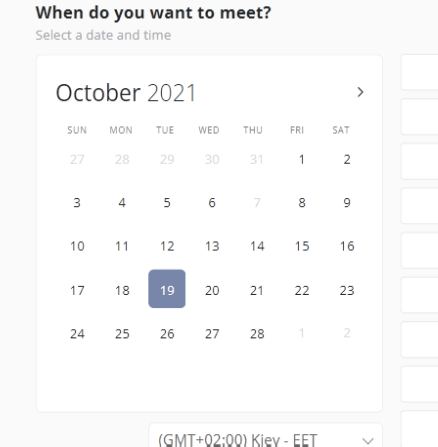 When do you want to meet?
Select a date and time
October 2021
SUN MON TUE WED THU FRI SAT
27 28 29 30 31 1 2
3 4 5 6 7 8 9
10 11 12 13 14 15 16
17 18 19 20 21 22 23
24 25 26 27 28 1 2
(GMT+02:00) Kiev - EET